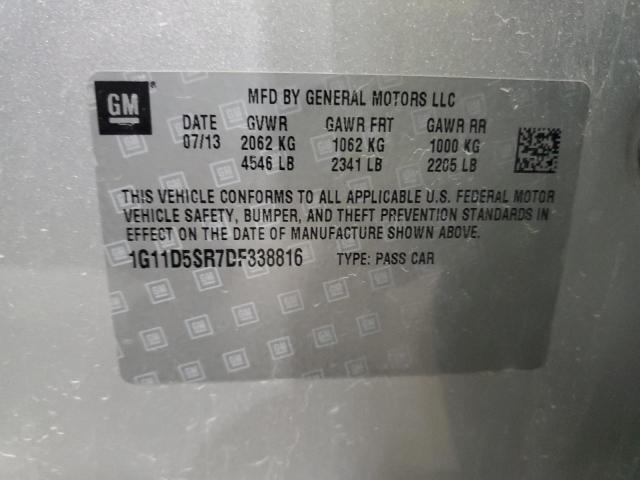 GM
MFD BY GENERAL MOTORS LLC
DATE GVWR GAWR FRT GAWR RR
07/13 2062 KG 1062 KG 1000 KG
4546 LB 2341 LB 2205 LB
THIS VEHICLE CONFORMS TO ALL APPLICABLE U.S. FEDERAL MOTOR
VEHICLE SAFETY, BUMPER, AND THEFT PREVENTION STANDARDS IN
EFFECT ON THE DATE OF MANUFACTURE SHOWN ABOVE.
1G11D5SR7DF338816 TYPE: PASS CAR